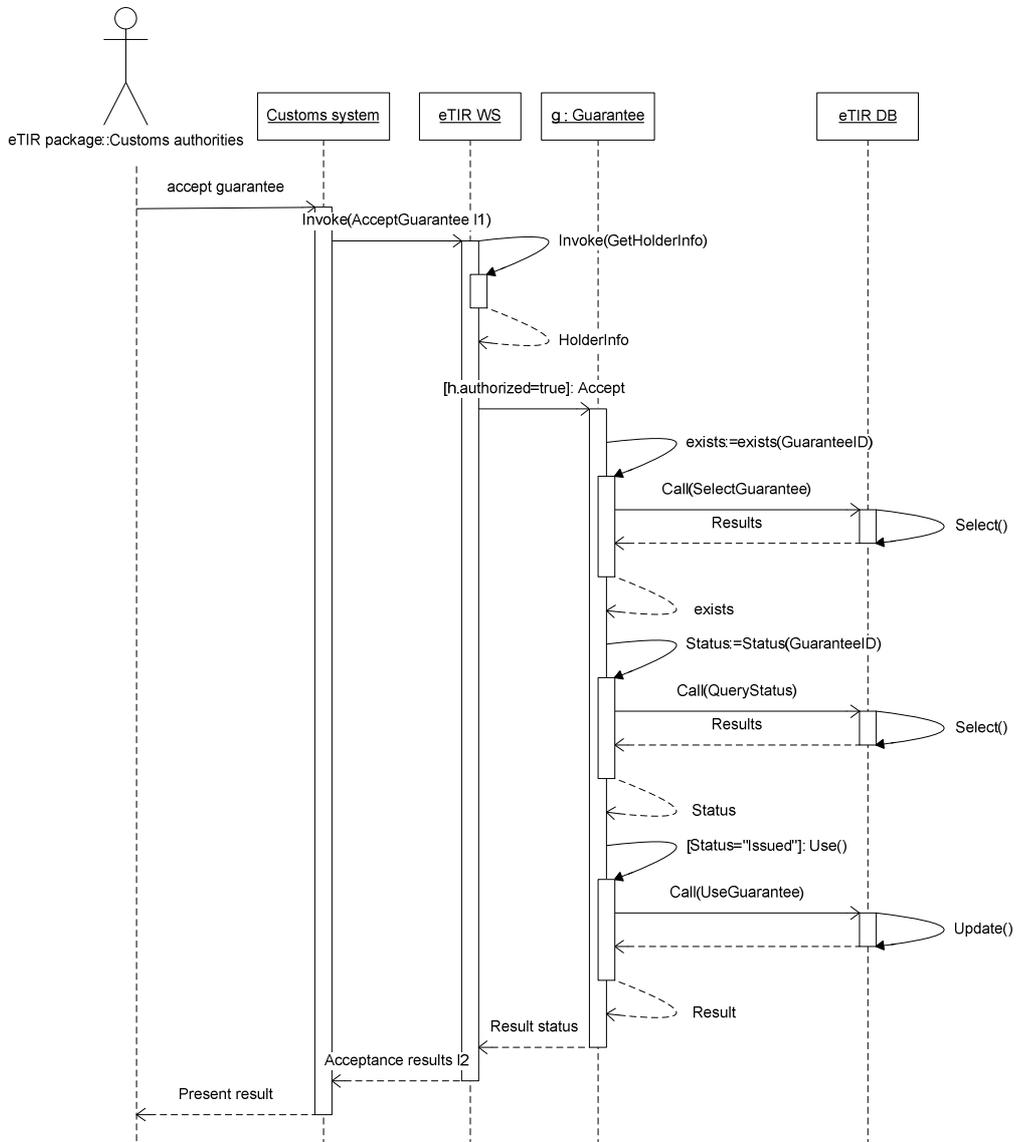 eTIR package::Customs authorities
Customs system
eTIR WS
g : Guarantee
eTIR DB
accept guarantee
Invoke(AcceptGuarantee I1)
Invoke(GetHolderInfo)
HolderInfo
[h.authorized=true]: Accept
exists:=exists(GuaranteeID)
Call(SelectGuarantee)
Results
Select()
exists
Status:=Status(GuaranteeID)
Call(QueryStatus)
Results
Select()
Status
[Status="Issued"]: Use()
Call(UseGuarantee)
Update()
Result
Result status
Acceptance results I2
Present result